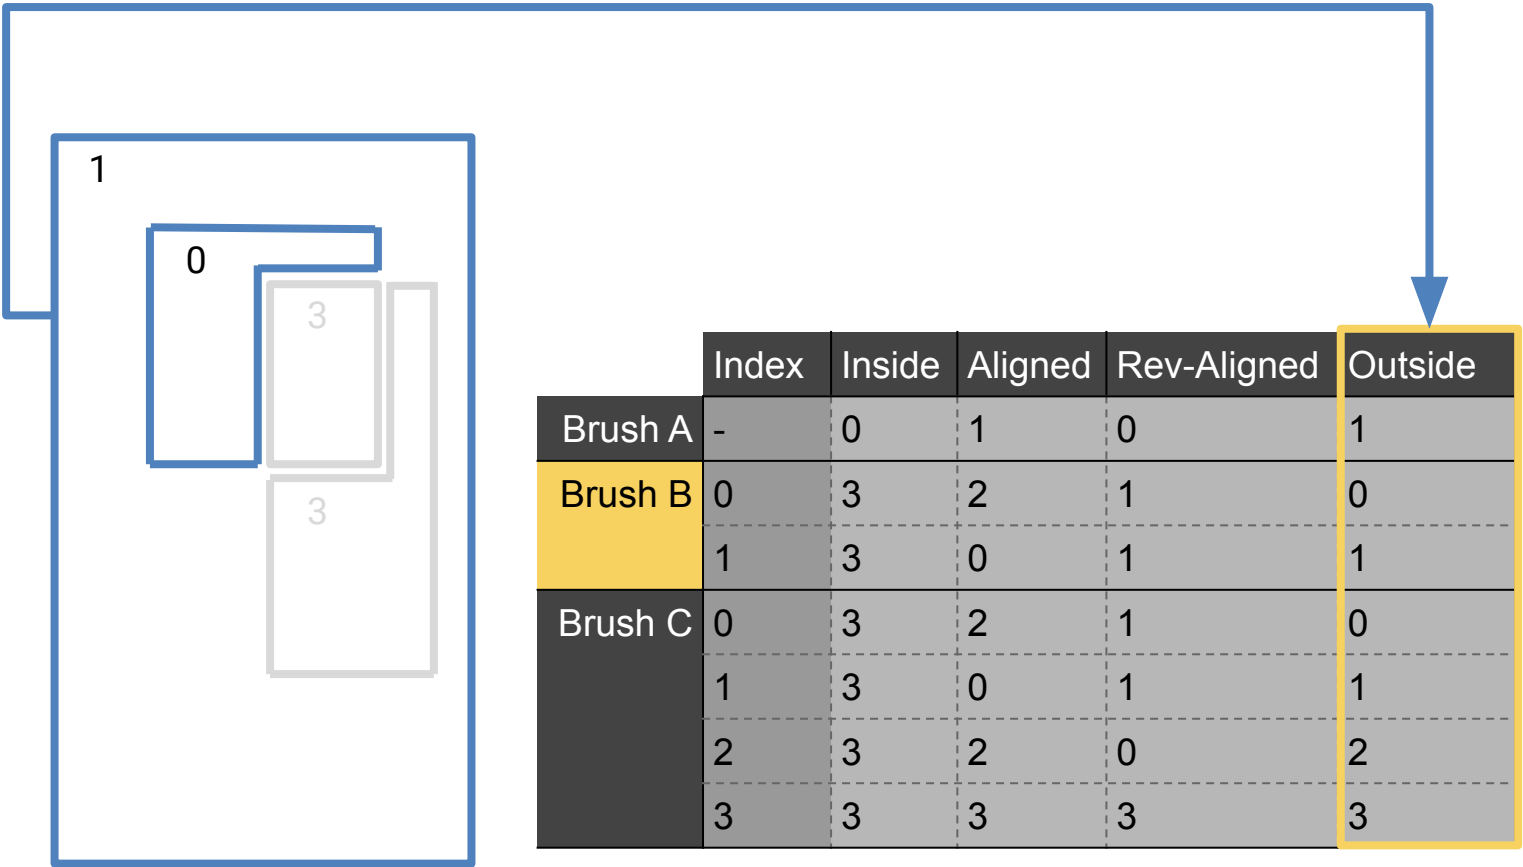 1
0
3
3
Index Inside Aligned Rev-Aligned Outside
Brush A - 0 1 0 1
Brush B 0 3 2 1 0
1 3 0 1 1
Brush C 0 3 2 1 0
1 3 0 1 1
2 3 2 0 2
3 3 3 3 3